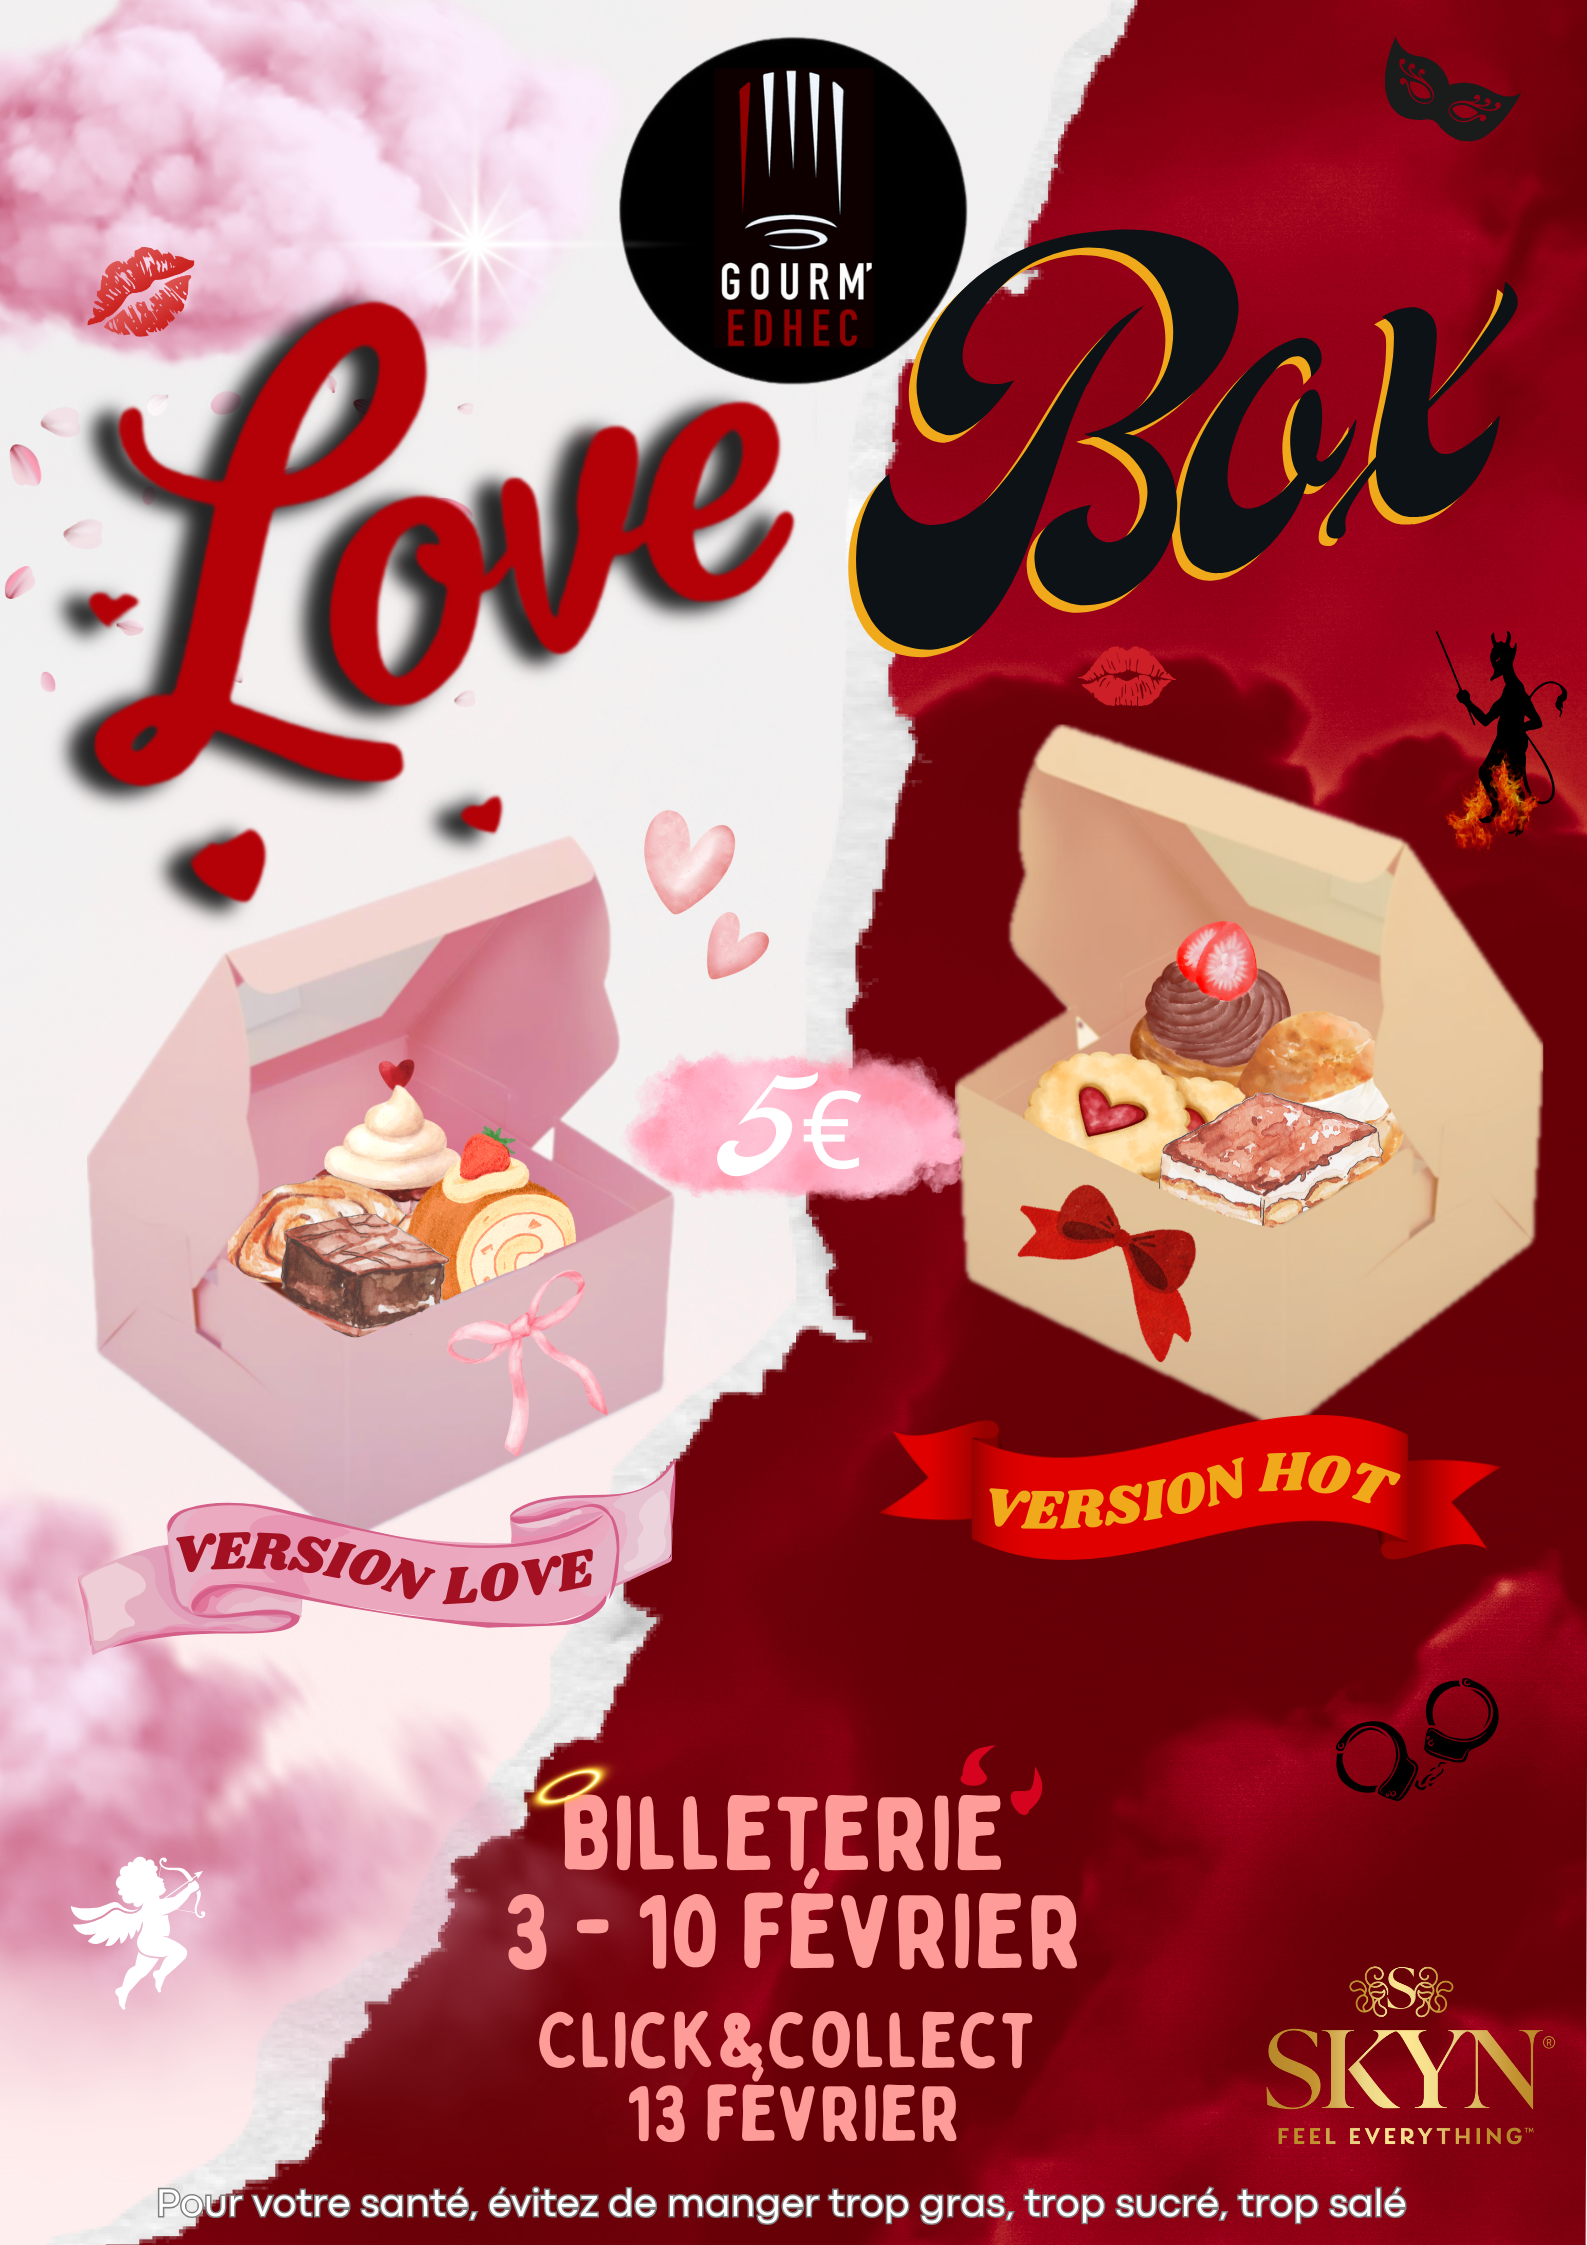 GOURM'
EDHEC
Love Box
5€
VERSION LOVE
VERSION HOT
BILLETERIE
3 - 10 FÉVRIER
CLICK&COLLECT
13 FÉVRIER
S
SKYN®
FEEL EVERYTHING™
Pour votre santé, évitez de manger trop gras, trop sucré, trop salé